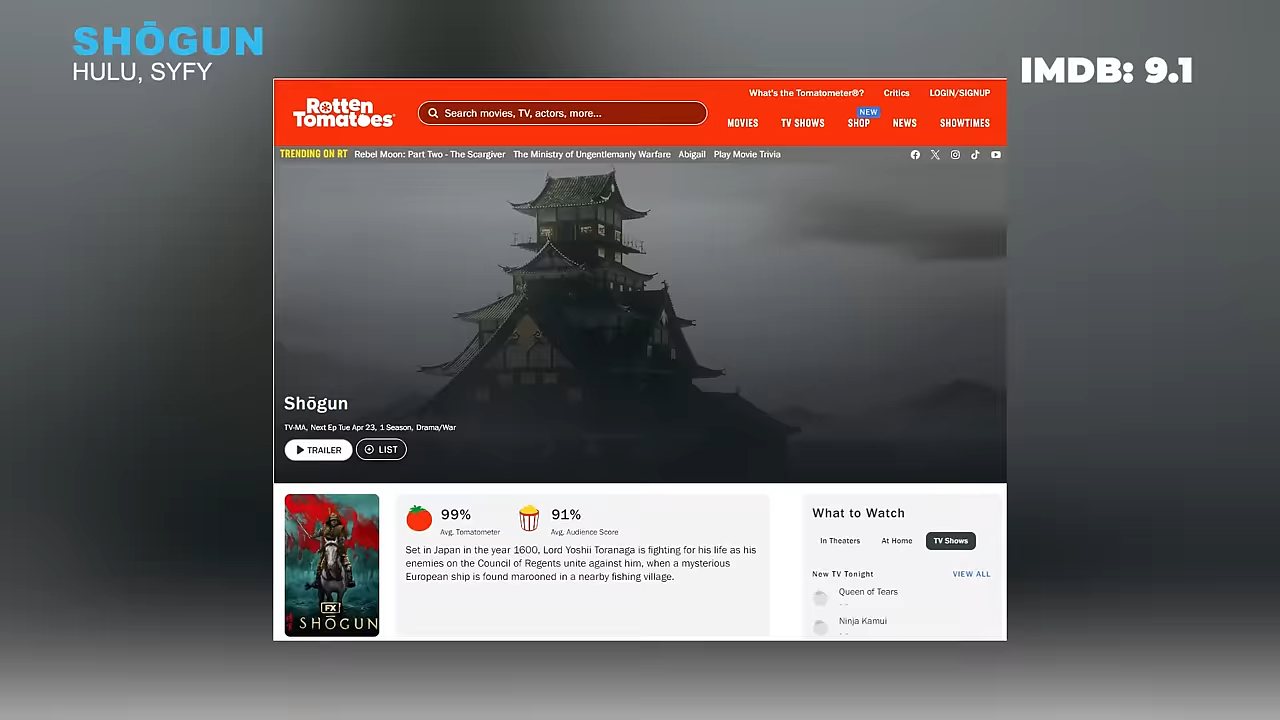 SHŌGUN
HULU, SYFY
IMDB: 9.1
Rotten
Tomatoes
Search movies, TV, actors, more...
What's the Tomatometer®? Critics LOGIN/SIGNUP
NEW
MOVIES TV SHOWS SHOP NEWS SHOWTIMES
TRENDING ON RT Rebel Moon: Part Two - The Scargiver The Ministry of Ungentlemanly Warfare Abigail Play Movie Trivia
Shōgun
TV-MA, Next Ep Tue Apr 23, 1 Season, Drama/War
TRAILER LIST
FX
SHŌGUN
99%
Avg. Tomatometer
91%
Avg. Audience Score
Set in Japan in the year 1600, Lord Yoshii Toranaga is fighting for his life as his
enemies on the Council of Regents unite against him, when a mysterious
European ship is found marooned in a nearby fishing village.
What to Watch
In Theaters At Home TV Shows
New TV Tonight VIEW ALL
Queen of Tears
- -
Ninja Kamui
- -